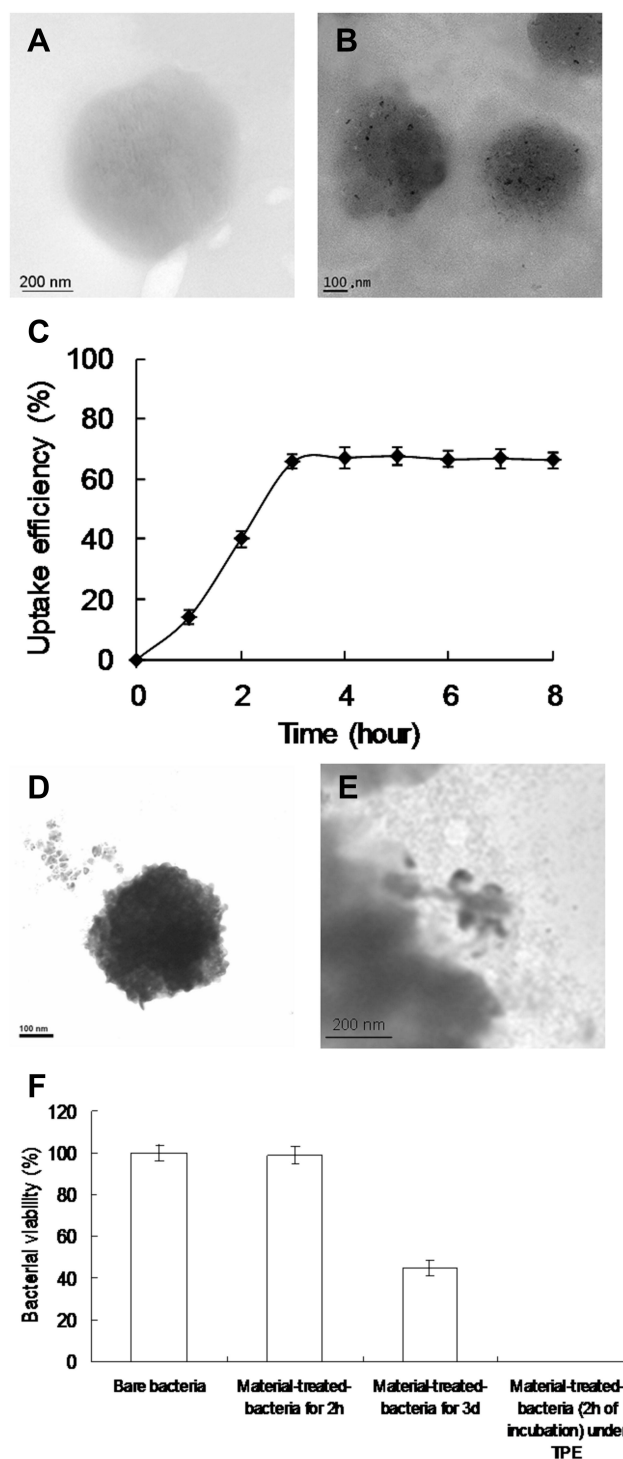 A
B
200 nm
100 nm
C
100
80
60
40
20
0
Uptake efficiency (%)
0 2 4 6 8
Time (hour)
D
E
100 nm
200 nm
F
120
100
80
60
40
20
0
Bacterial viability (%)
Bare bacteria
Material-treated-
bacteria for 2h
Material-treated-
bacteria for 3d
Material-treated-
bacteria (2h of
incubation) under
TPE